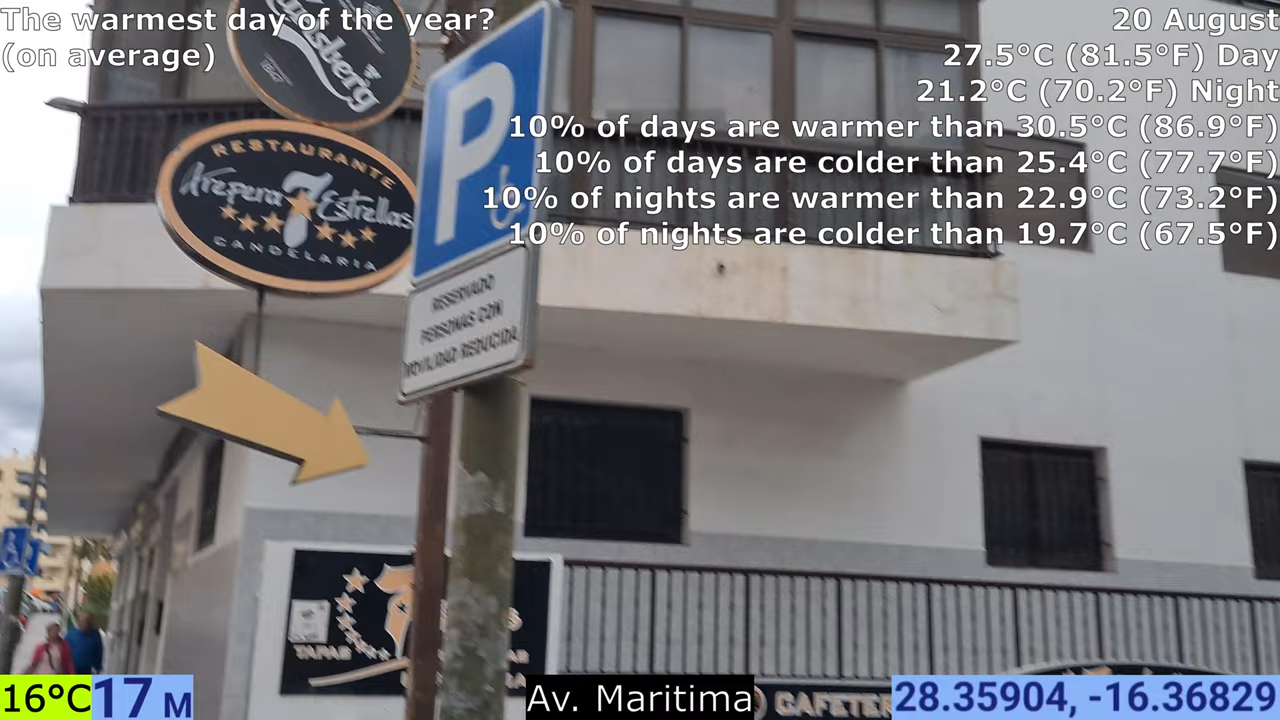 The warmest day of the year?
(on average)
20 August
27.5°C (81.5°F) Day
21.2°C (70.2°F) Night
10% of days are warmer than 30.5°C (86.9°F)
10% of days are colder than 25.4°C (77.7°F)
10% of nights are warmer than 22.9°C (73.2°F)
10% of nights are colder than 19.7°C (67.5°F)
Carlsberg
RESTAURANTE
Arepera 7 Estrellas
CANDELARIA
P
RESERVADO
PERSONAS CON
MOVILIDAD REDUCIDA
TAPAS
CAFETER
16°C
17 M
Av. Maritima
28.35904, -16.36829